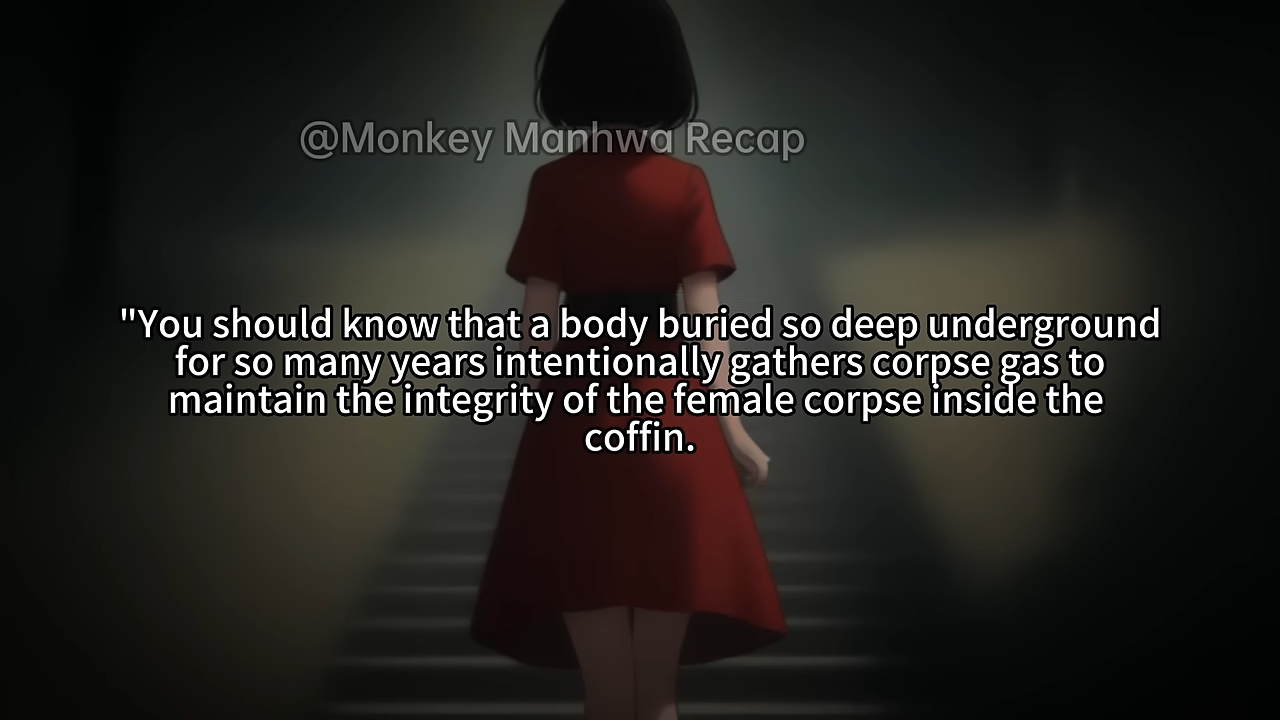 @Monkey Manhwa Recap
"You should know that a body buried so deep underground
for so many years intentionally gathers corpse gas to
maintain the integrity of the female corpse inside the
coffin.